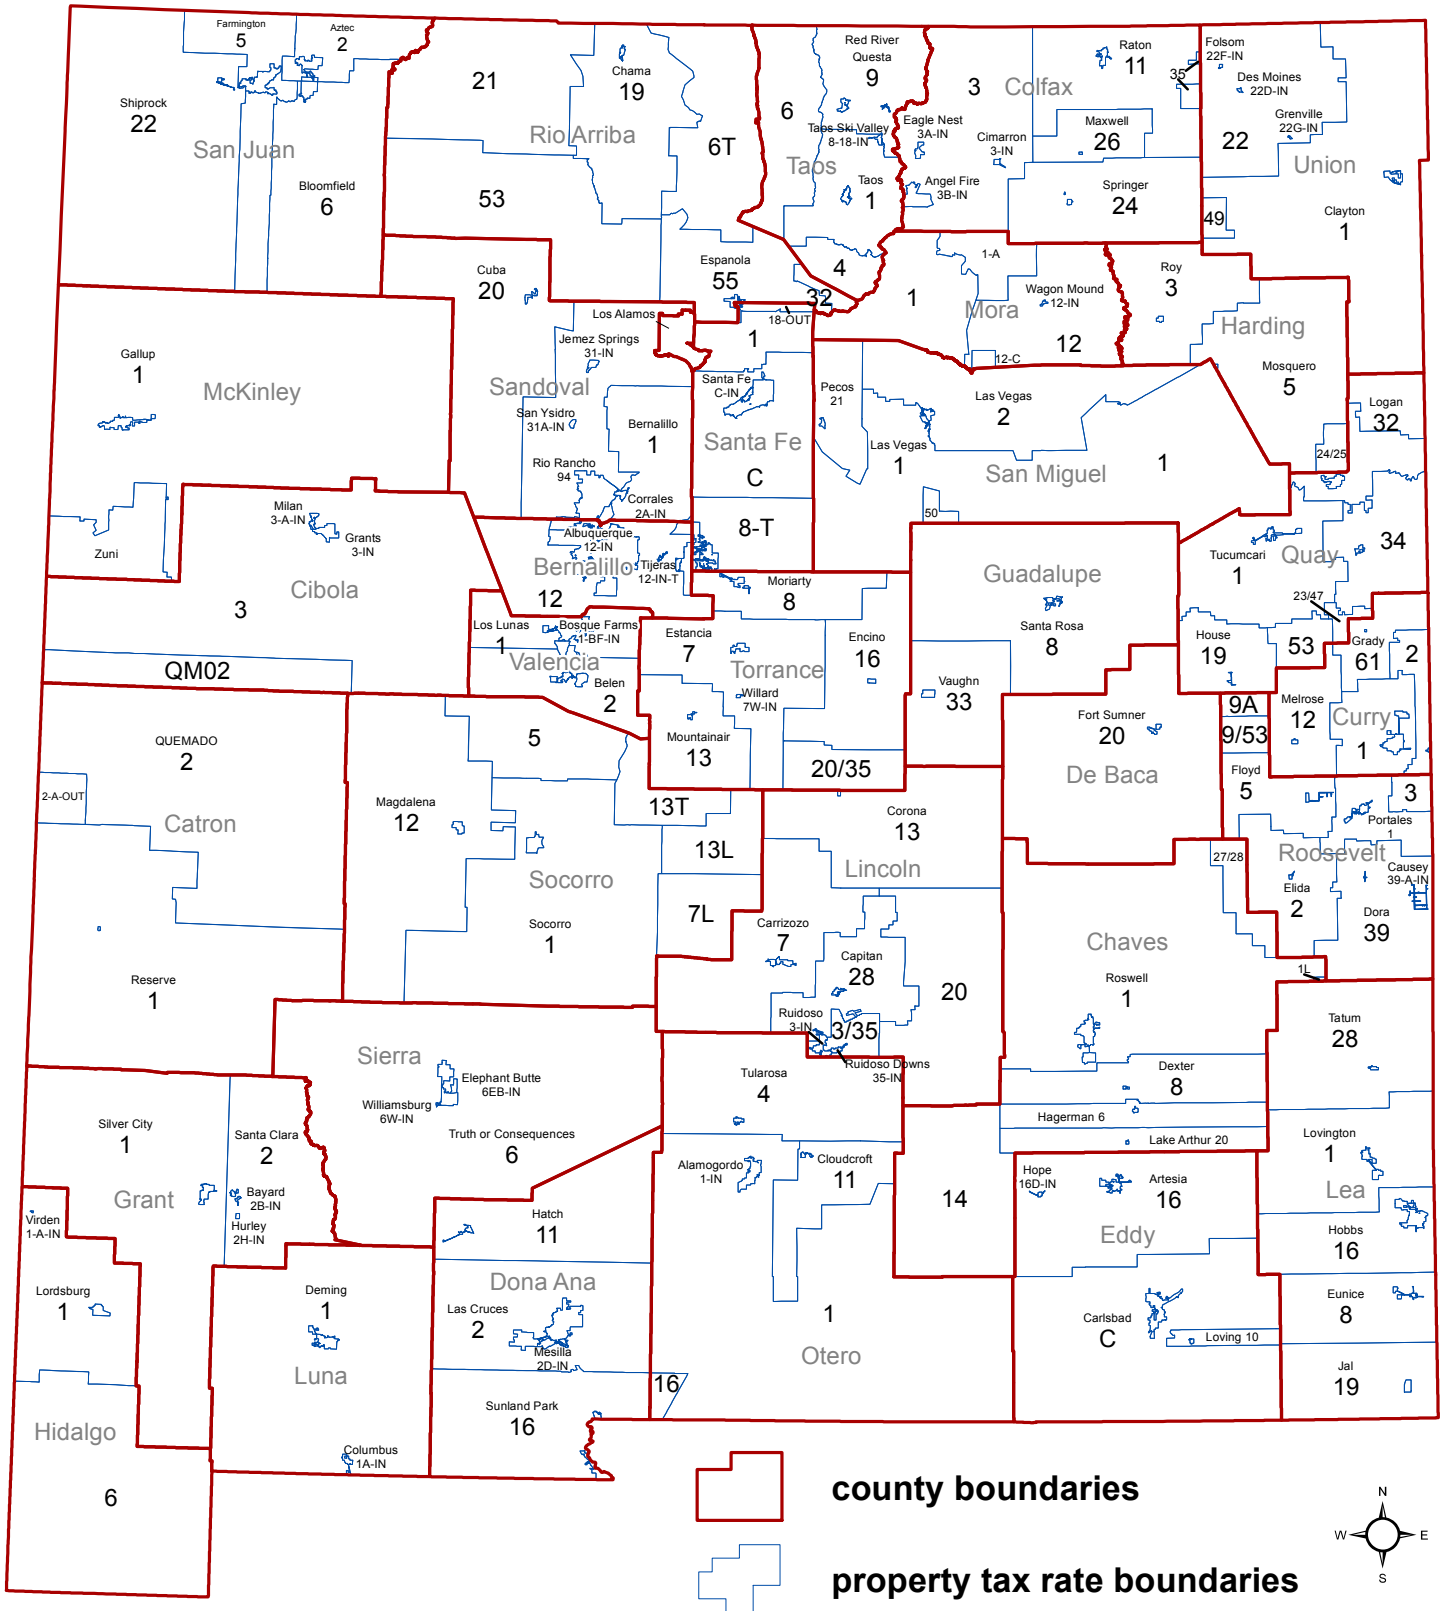 Farmington
5
Aztec
2
Shiprock
22
San Juan
Bloomfield
6
21
Chama
19
Rio Arriba
6T
53
Espanola
55
Red River
Questa
9
6
Taos Ski Valley
8-18-IN
Taos
Taos
1
4
32
3
Colfax
Raton
11
35
Eagle Nest
3A-IN
Cimarron
3-IN
Maxwell
26
Angel Fire
3B-IN
Springer
24
Folsom
22F-IN
Des Moines
22D-IN
Grenville
22G-IN
22
Union
49
Clayton
1
Cuba
20
Los Alamos
Jemez Springs
31-IN
Sandoval
San Ysidro
31A-IN
Bernalillo
1
Rio Rancho
94
Corrales
2A-IN
18-OUT
1
Santa Fe
C-IN
Santa Fe
C
8-T
1-A
1
Mora
Wagon Mound
12-IN
12
12-C
Roy
3
Harding
Mosquero
5
Gallup
1
McKinley
Zuni
Pecos
21
Las Vegas
2
Las Vegas
1
San Miguel
1
50
Logan
32
24/25
34
Tucumcari
1
Quay
23/47
House
19
53
Milan
3-A-IN
Grants
3-IN
Cibola
3
QM02
Albuquerque
12-IN
Bernalillo
Tijeras
12-IN-T
12
Los Lunas
1
Bosque Farms
1-BF-IN
Valencia
Belen
2
Moriarty
8
Estancia
7
Torrance
Encino
16
Willard
7W-IN
Mountainair
13
20/35
Guadalupe
Santa Rosa
8
Vaughn
33
Grady
61
2
Melrose
12
Curry
1
9A
9/53
Fort Sumner
20
De Baca
Floyd
5
3
Portales
1
Roosevelt
Causey
39-A-IN
Elida
2
Dora
39
QUEMADO
2
2-A-OUT
Catron
Reserve
1
5
Magdalena
12
Socorro
Socorro
1
13T
13L
7L
Corona
13
Lincoln
Carrizozo
7
Capitan
28
20
Ruidoso
3-IN
3/35
Ruidoso Downs
35-IN
27/28
Chaves
Roswell
1
1L
Dexter
8
Hagerman 6
Lake Arthur 20
Tatum
28
Lovington
1
Lea
Hobbs
16
Eunice
8
Jal
19
Sierra
Elephant Butte
6EB-IN
Williamsburg
6W-IN
Truth or Consequences
6
Tularosa
4
Alamogordo
1-IN
Cloudcroft
11
14
1
Otero
Hope
16D-IN
Artesia
16
Eddy
Carlsbad
C
Loving 10
Silver City
1
Santa Clara
2
Grant
Bayard
2B-IN
Hurley
2H-IN
Virden
1-A-IN
Lordsburg
1
Hidalgo
6
Deming
1
Luna
Columbus
1A-IN
Hatch
11
Dona Ana
Las Cruces
2
Mesilla
2D-IN
16
Sunland Park
16
county boundaries
property tax rate boundaries
N
W
E
S